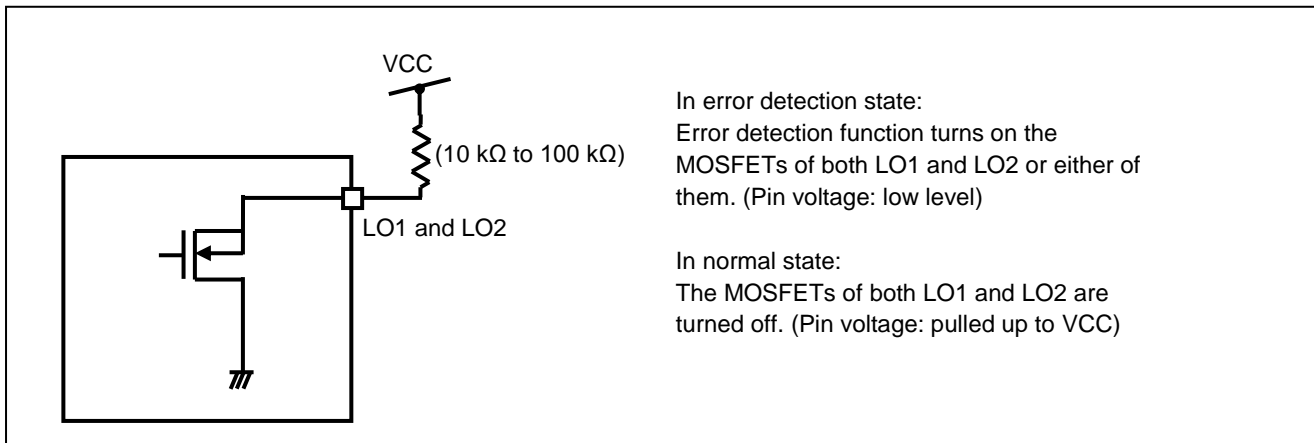 VCC
(10 kΩ to 100 kΩ)
LO1 and LO2
In error detection state:
Error detection function turns on the
MOSFETs of both LO1 and LO2 or either of
them. (Pin voltage: low level)
In normal state:
The MOSFETs of both LO1 and LO2 are
turned off. (Pin voltage: pulled up to VCC)